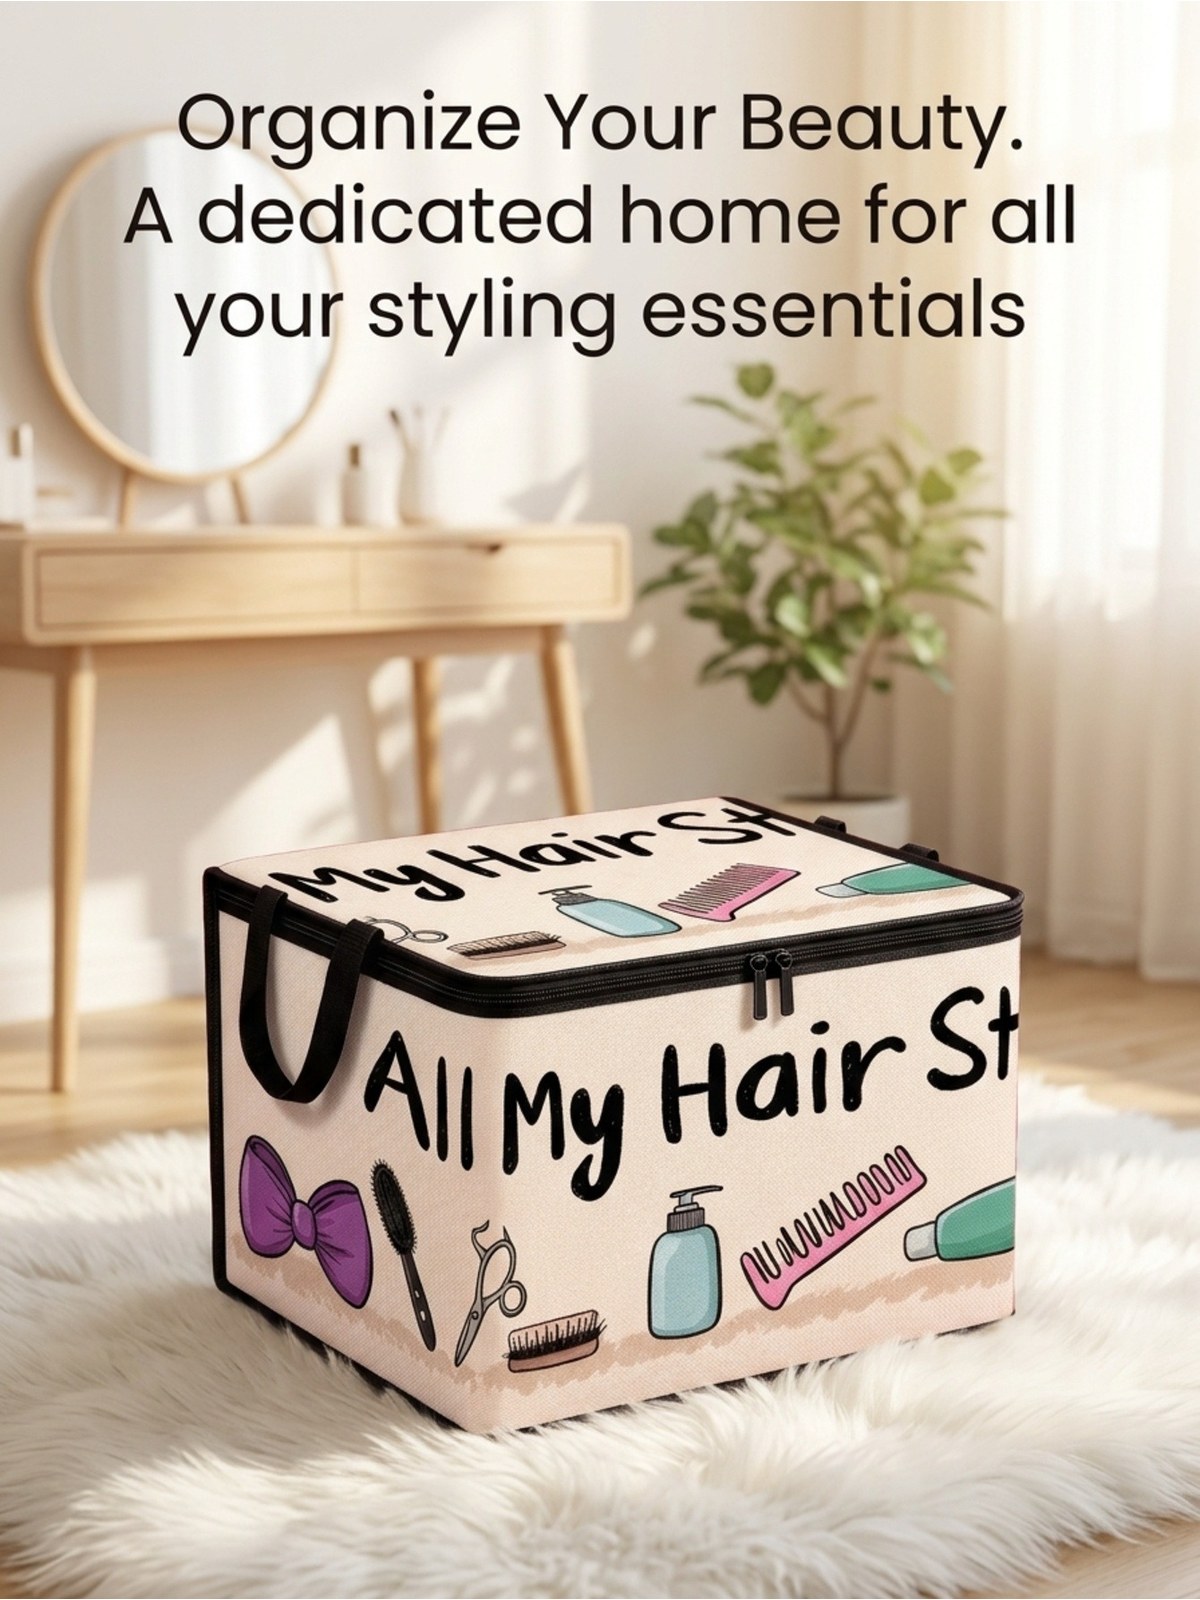 Organize Your Beauty.
A dedicated home for all
your styling essentials
My Hair St
All My Hair St